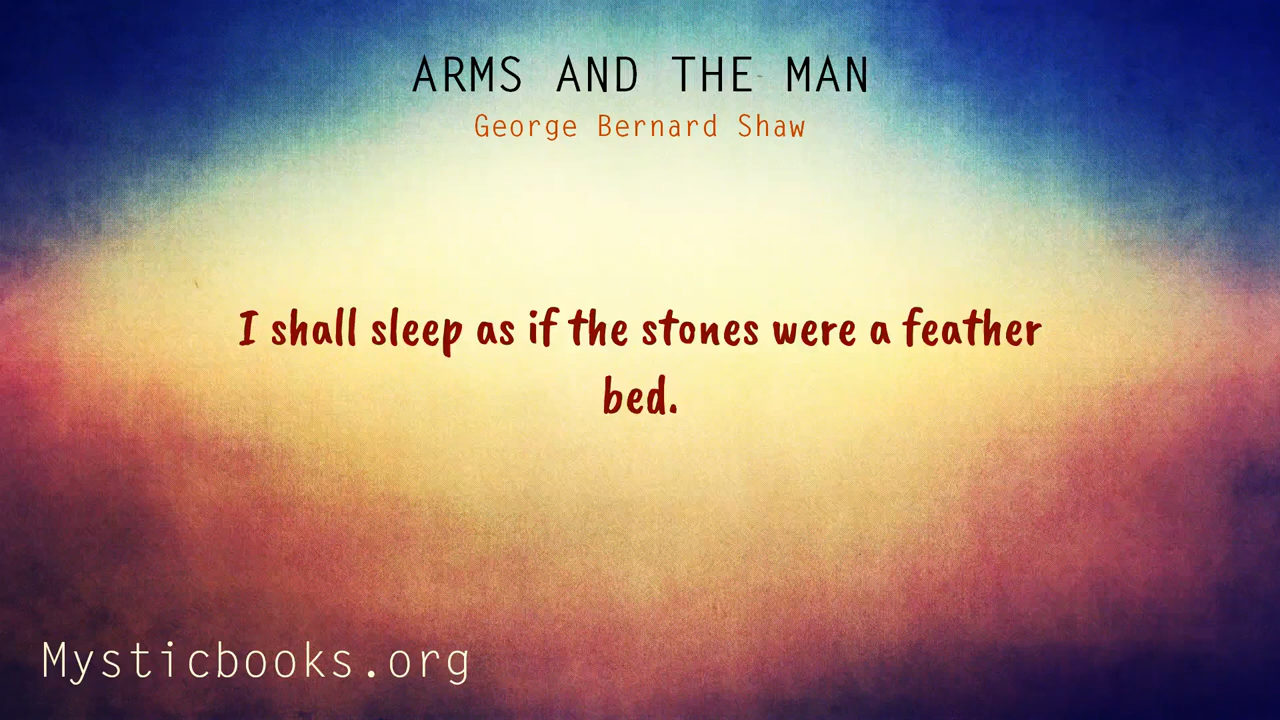 ARMS AND THE MAN
George Bernard Shaw
I shall sleep as if the stones were a feather
bed.
Mysticbooks.org